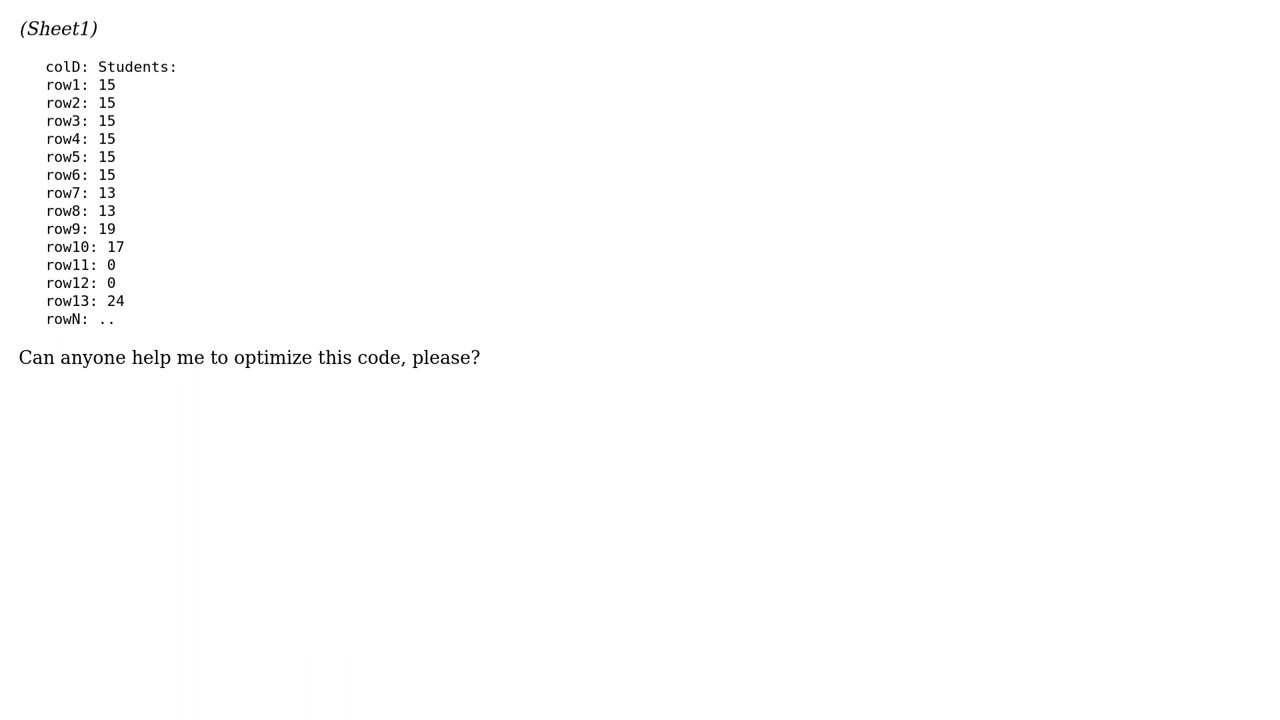 (Sheet1)
colD: Students:
row1: 15
row2: 15
row3: 15
row4: 15
row5: 15
row6: 15
row7: 13
row8: 13
row9: 19
row10: 17
row11: 0
row12: 0
row13: 24
rowN: ..
Can anyone help me to optimize this code, please?